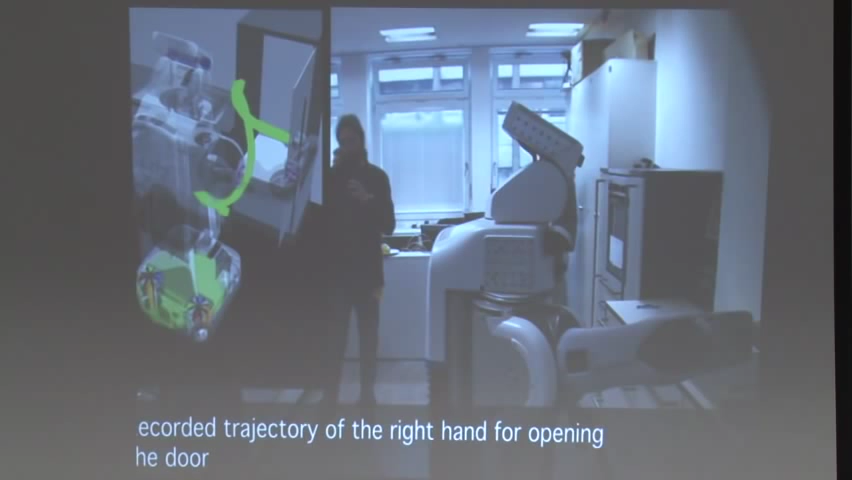 ecorded trajectory of the right hand for opening
he door